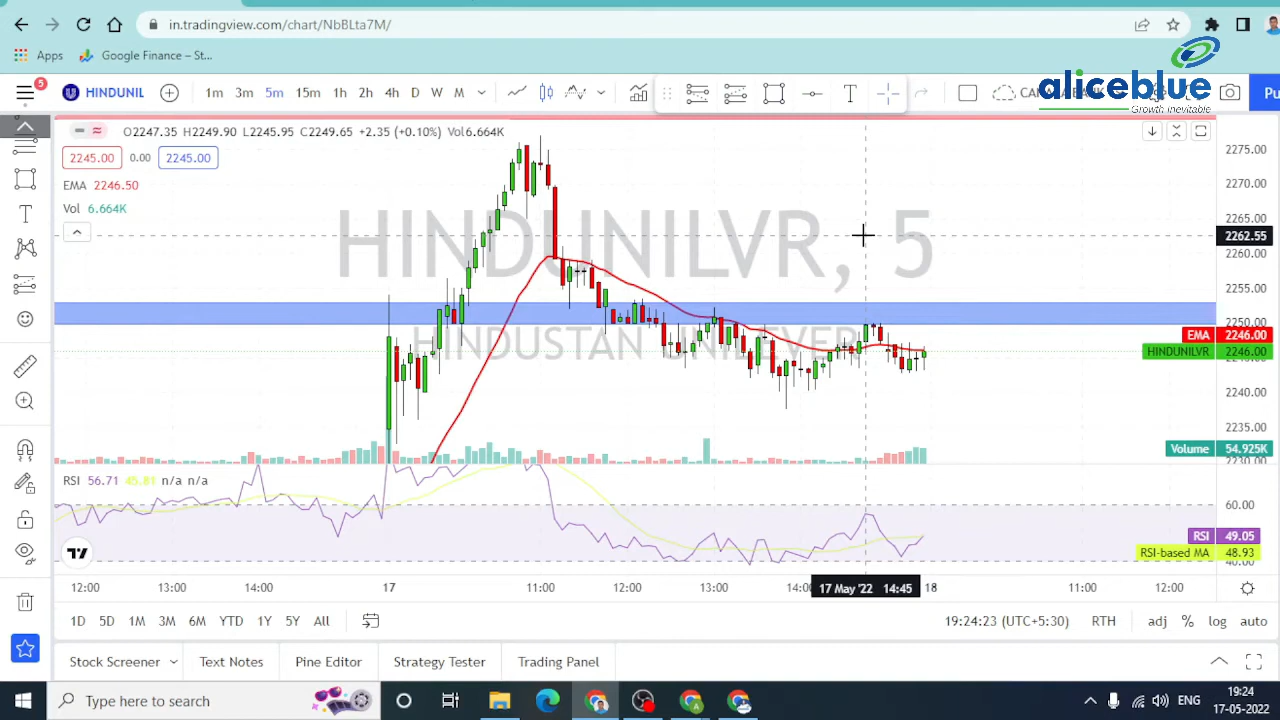 in.tradingview.com/chart/NbBLta7M/
Apps Google Finance – St...
aliceblue
Growth inevitable
5
HINDUNIL 1m 3m 5m 15m 1h 2h 4h D W M
Pu
O2247.35 H2249.90 L2245.95 C2249.65 +2.35 (+0.10%) Vol6.664K
2245.00 0.00 2245.00
EMA 2246.50
Vol 6.664K
HINDUNILVR, 5
HINDUSTAN UNILEVER
2275.00
2270.00
2265.00
2262.55
2260.00
2255.00
2250.00
EMA 2246.00
HINDUNILVR 2246.00
2240.00
2235.00
Volume 54.925K
2230.00
RSI 56.71 45.81 n/a n/a
60.00
RSI 49.05
RSI-based MA 48.93
40.00
12:00 13:00 14:00 17 11:00 12:00 13:00 14:00 17 May '22 14:45 18 11:00 12:00
1D 5D 1M 3M 6M YTD 1Y 5Y All 19:24:23 (UTC+5:30) RTH adj % log auto
Stock Screener Text Notes Pine Editor Strategy Tester Trading Panel
Type here to search
ENG
19:24
17-05-2022